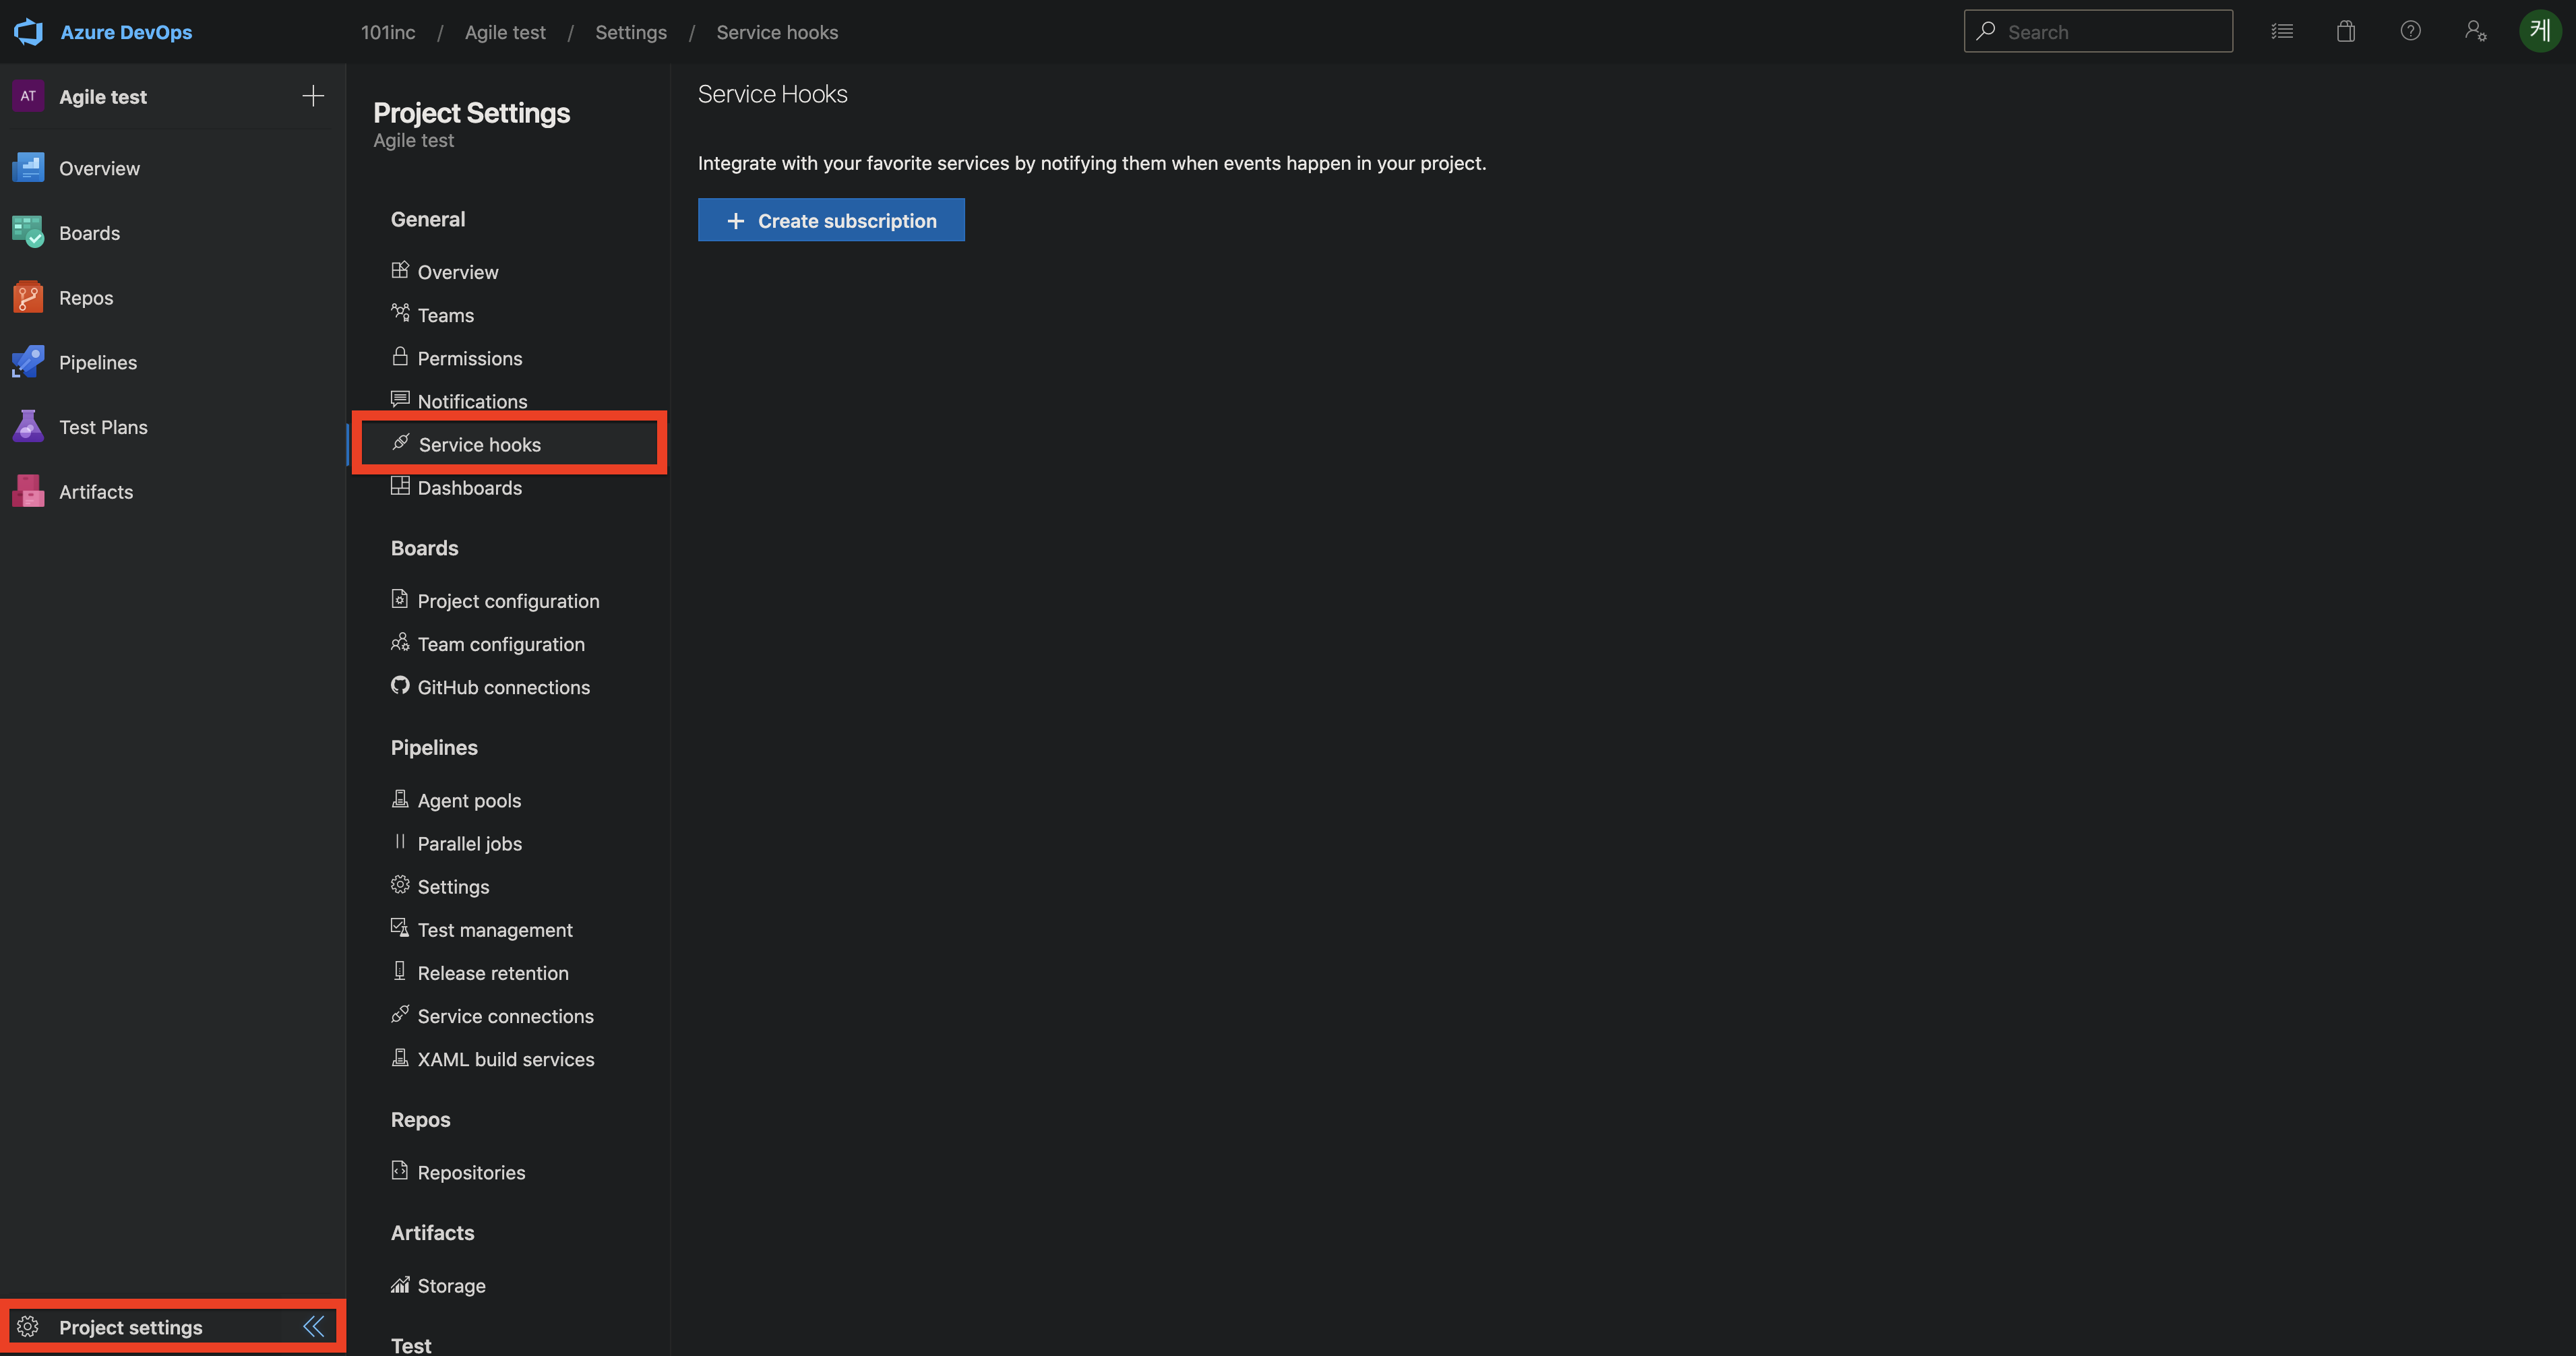 Azure DevOps
101inc / Agile test / Settings / Service hooks
Search
케
AT Agile test
Overview
Boards
Repos
Pipelines
Test Plans
Artifacts
Project settings
Project Settings
Agile test
General
Overview
Teams
Permissions
Notifications
Service hooks
Dashboards
Boards
Project configuration
Team configuration
GitHub connections
Pipelines
Agent pools
Parallel jobs
Settings
Test management
Release retention
Service connections
XAML build services
Repos
Repositories
Artifacts
Storage
Test
Service Hooks
Integrate with your favorite services by notifying them when events happen in your project.
+ Create subscription